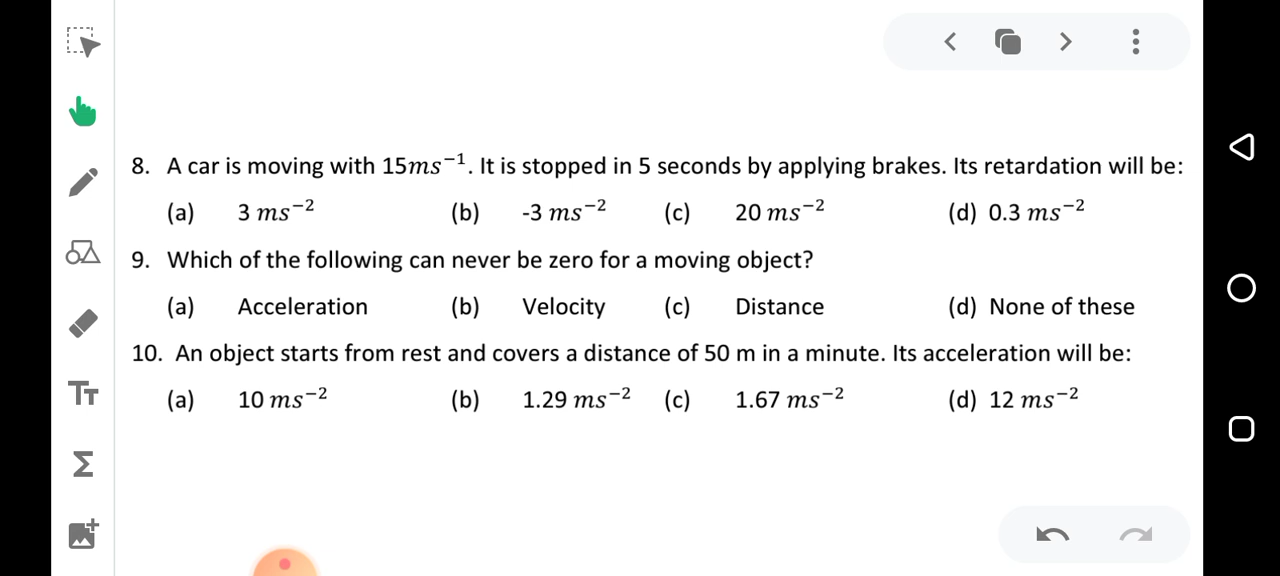 8. A car is moving with 15ms⁻¹. It is stopped in 5 seconds by applying brakes. Its retardation will be:
(a) 3 ms⁻² (b) -3 ms⁻² (c) 20 ms⁻² (d) 0.3 ms⁻²
9. Which of the following can never be zero for a moving object?
(a) Acceleration (b) Velocity (c) Distance (d) None of these
10. An object starts from rest and covers a distance of 50 m in a minute. Its acceleration will be:
(a) 10 ms⁻² (b) 1.29 ms⁻² (c) 1.67 ms⁻² (d) 12 ms⁻²